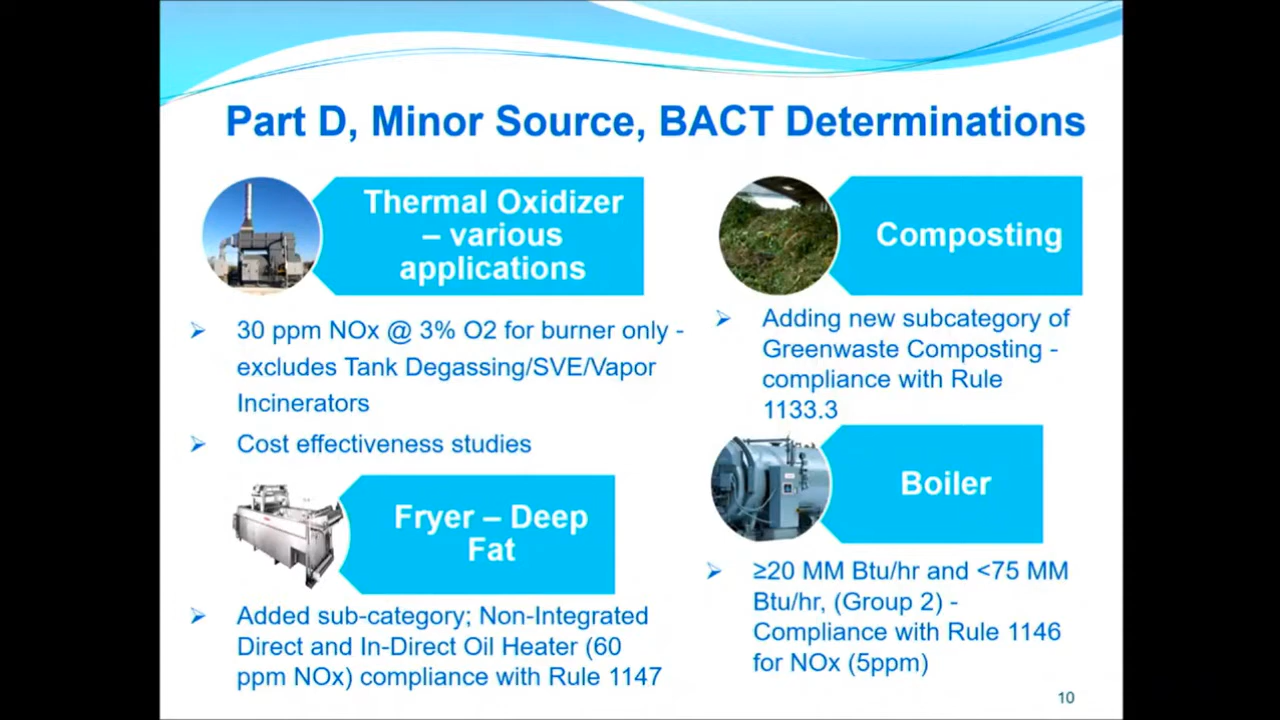 Part D, Minor Source, BACT Determinations
Thermal Oxidizer
– various
applications
➢ 30 ppm NOx @ 3% O2 for burner only -
excludes Tank Degassing/SVE/Vapor
Incinerators
➢ Cost effectiveness studies
Fryer – Deep
Fat
➢ Added sub-category; Non-Integrated
Direct and In-Direct Oil Heater (60
ppm NOx) compliance with Rule 1147
Composting
➢ Adding new subcategory of
Greenwaste Composting -
compliance with Rule
1133.3
Boiler
➢ ≥20 MM Btu/hr and <75 MM
Btu/hr, (Group 2) -
Compliance with Rule 1146
for NOx (5ppm)
10